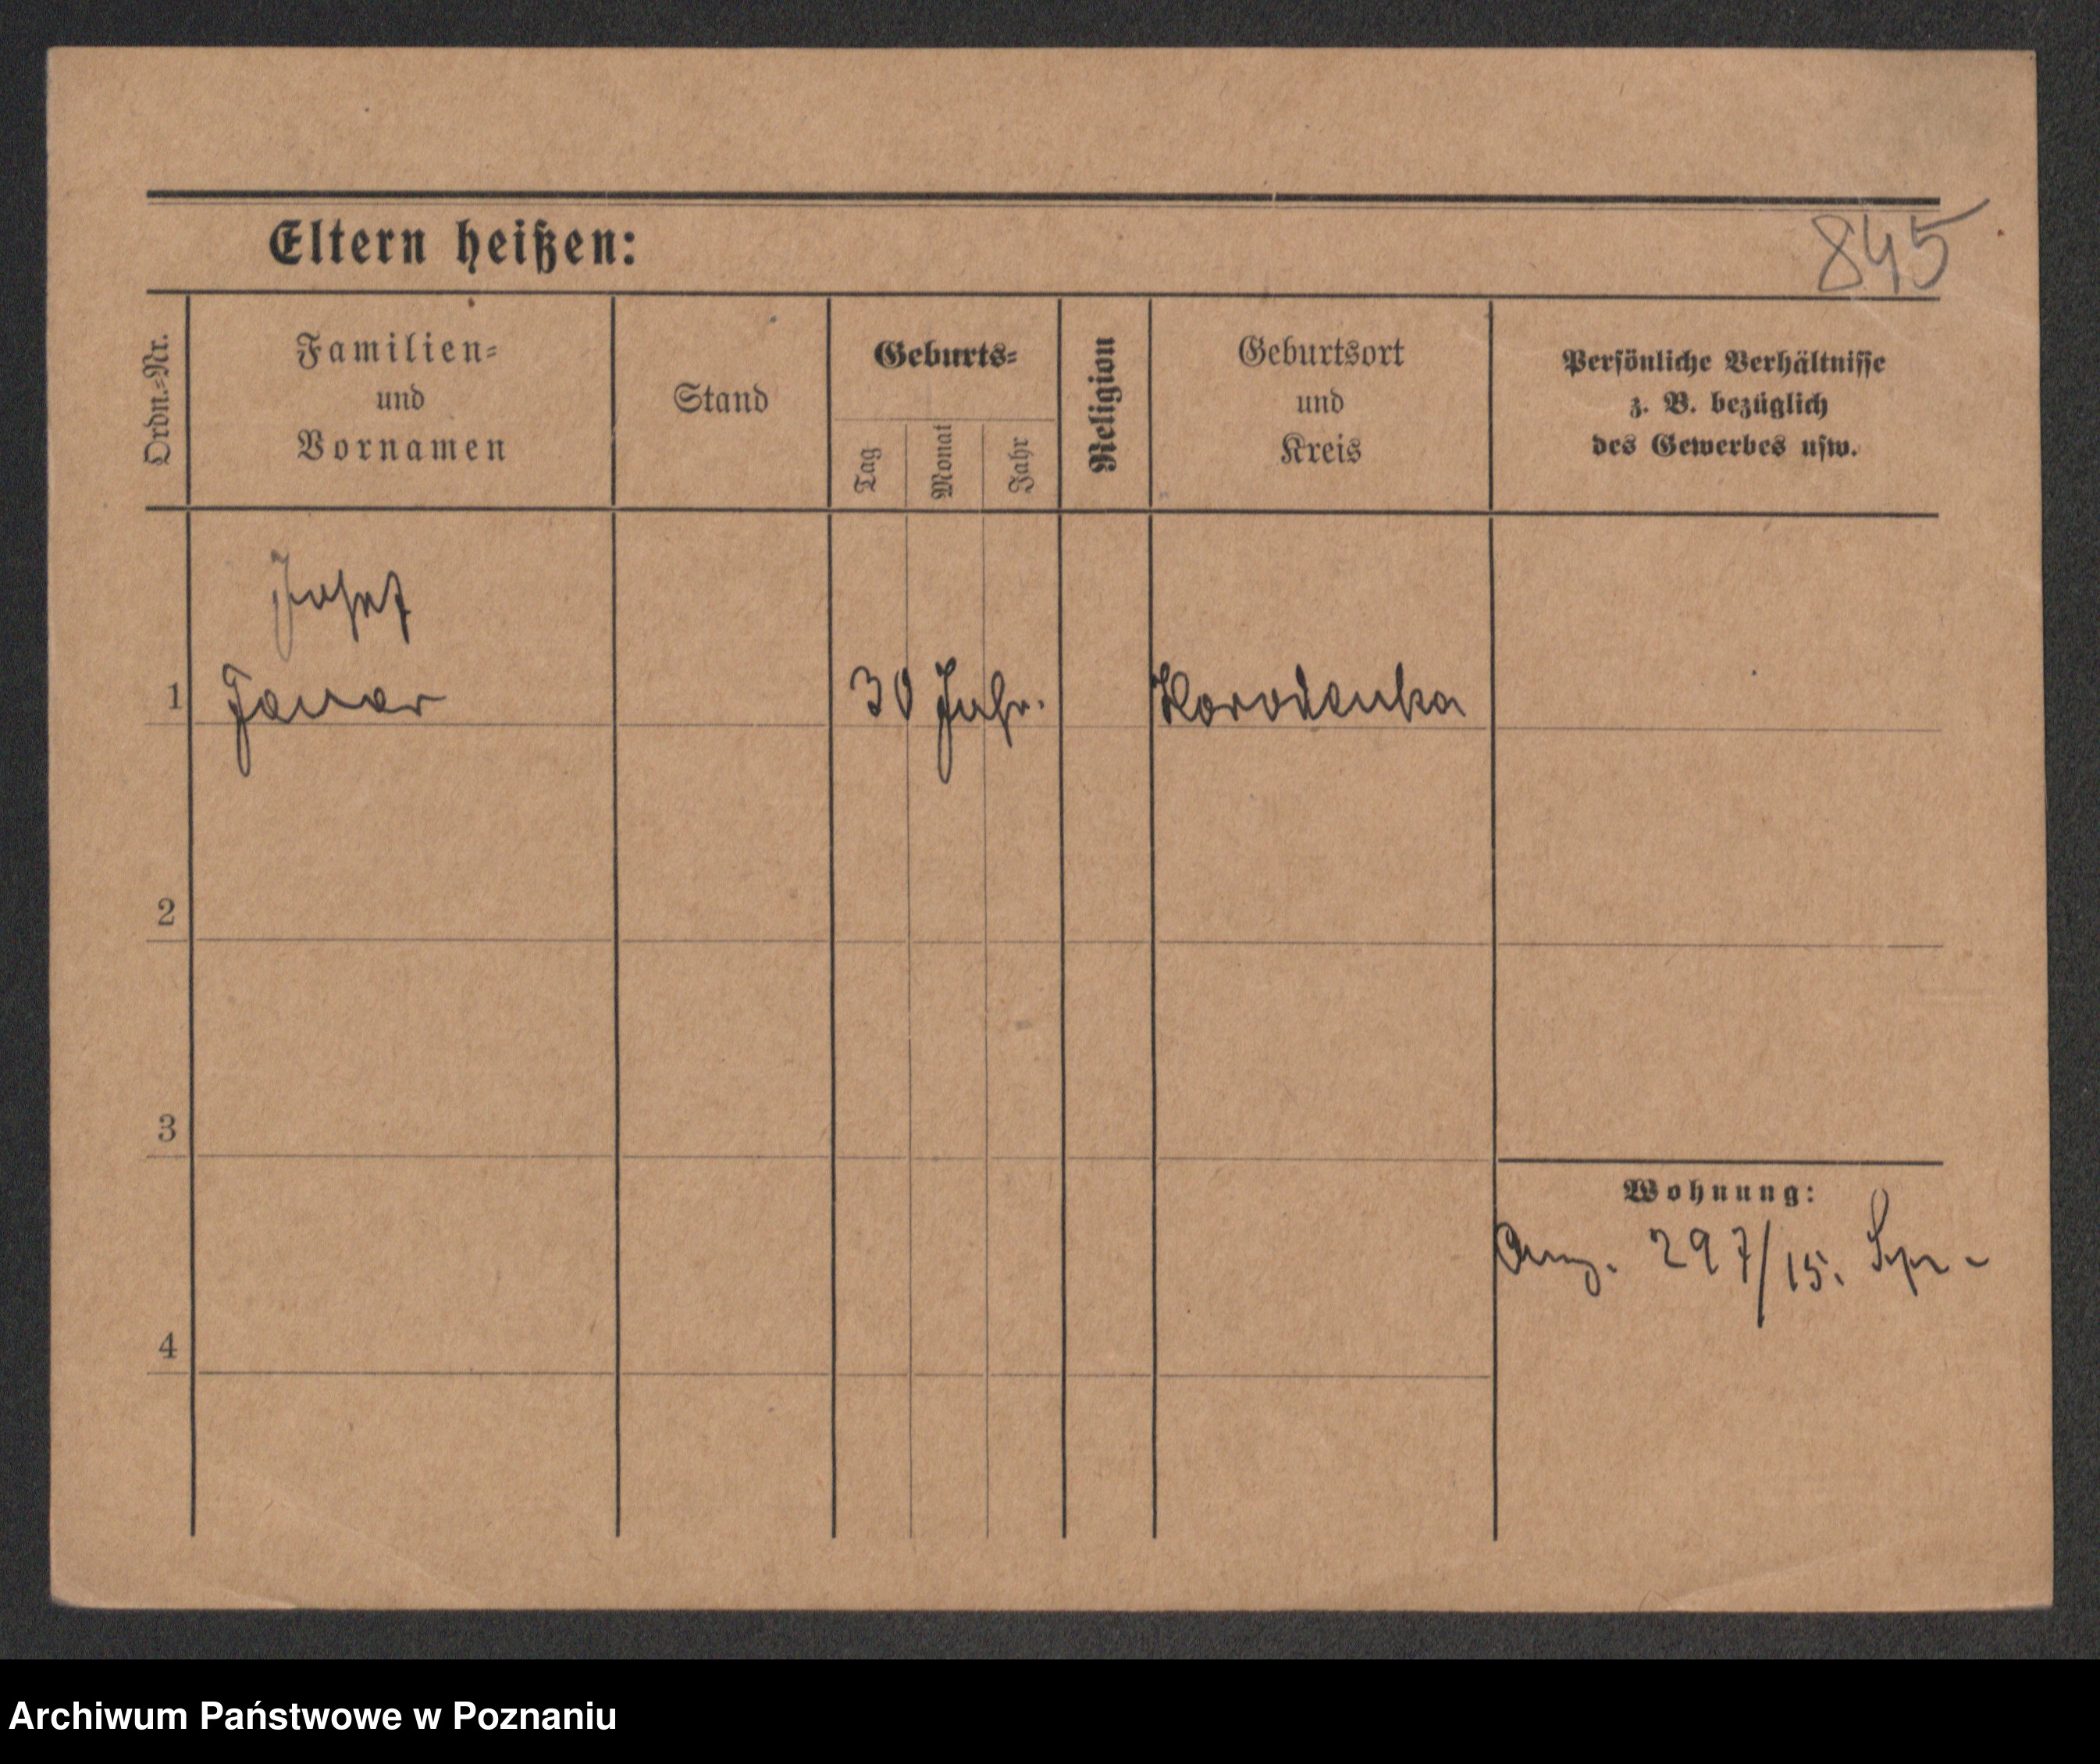 Eltern heißen:
845
Ordn.-Nr.
Familien-
und
Vornamen
Stand
Geburts-
Tag
Monat
Jahr
Religion
Geburtsort
und
Kreis
Persönliche Verhältnisse
z. B. bezüglich
des Gewerbes usw.
Josef
1
30 Jahr.
2
3
Wohnung:
297/15.
4
Archiwum Państwowe w Poznaniu